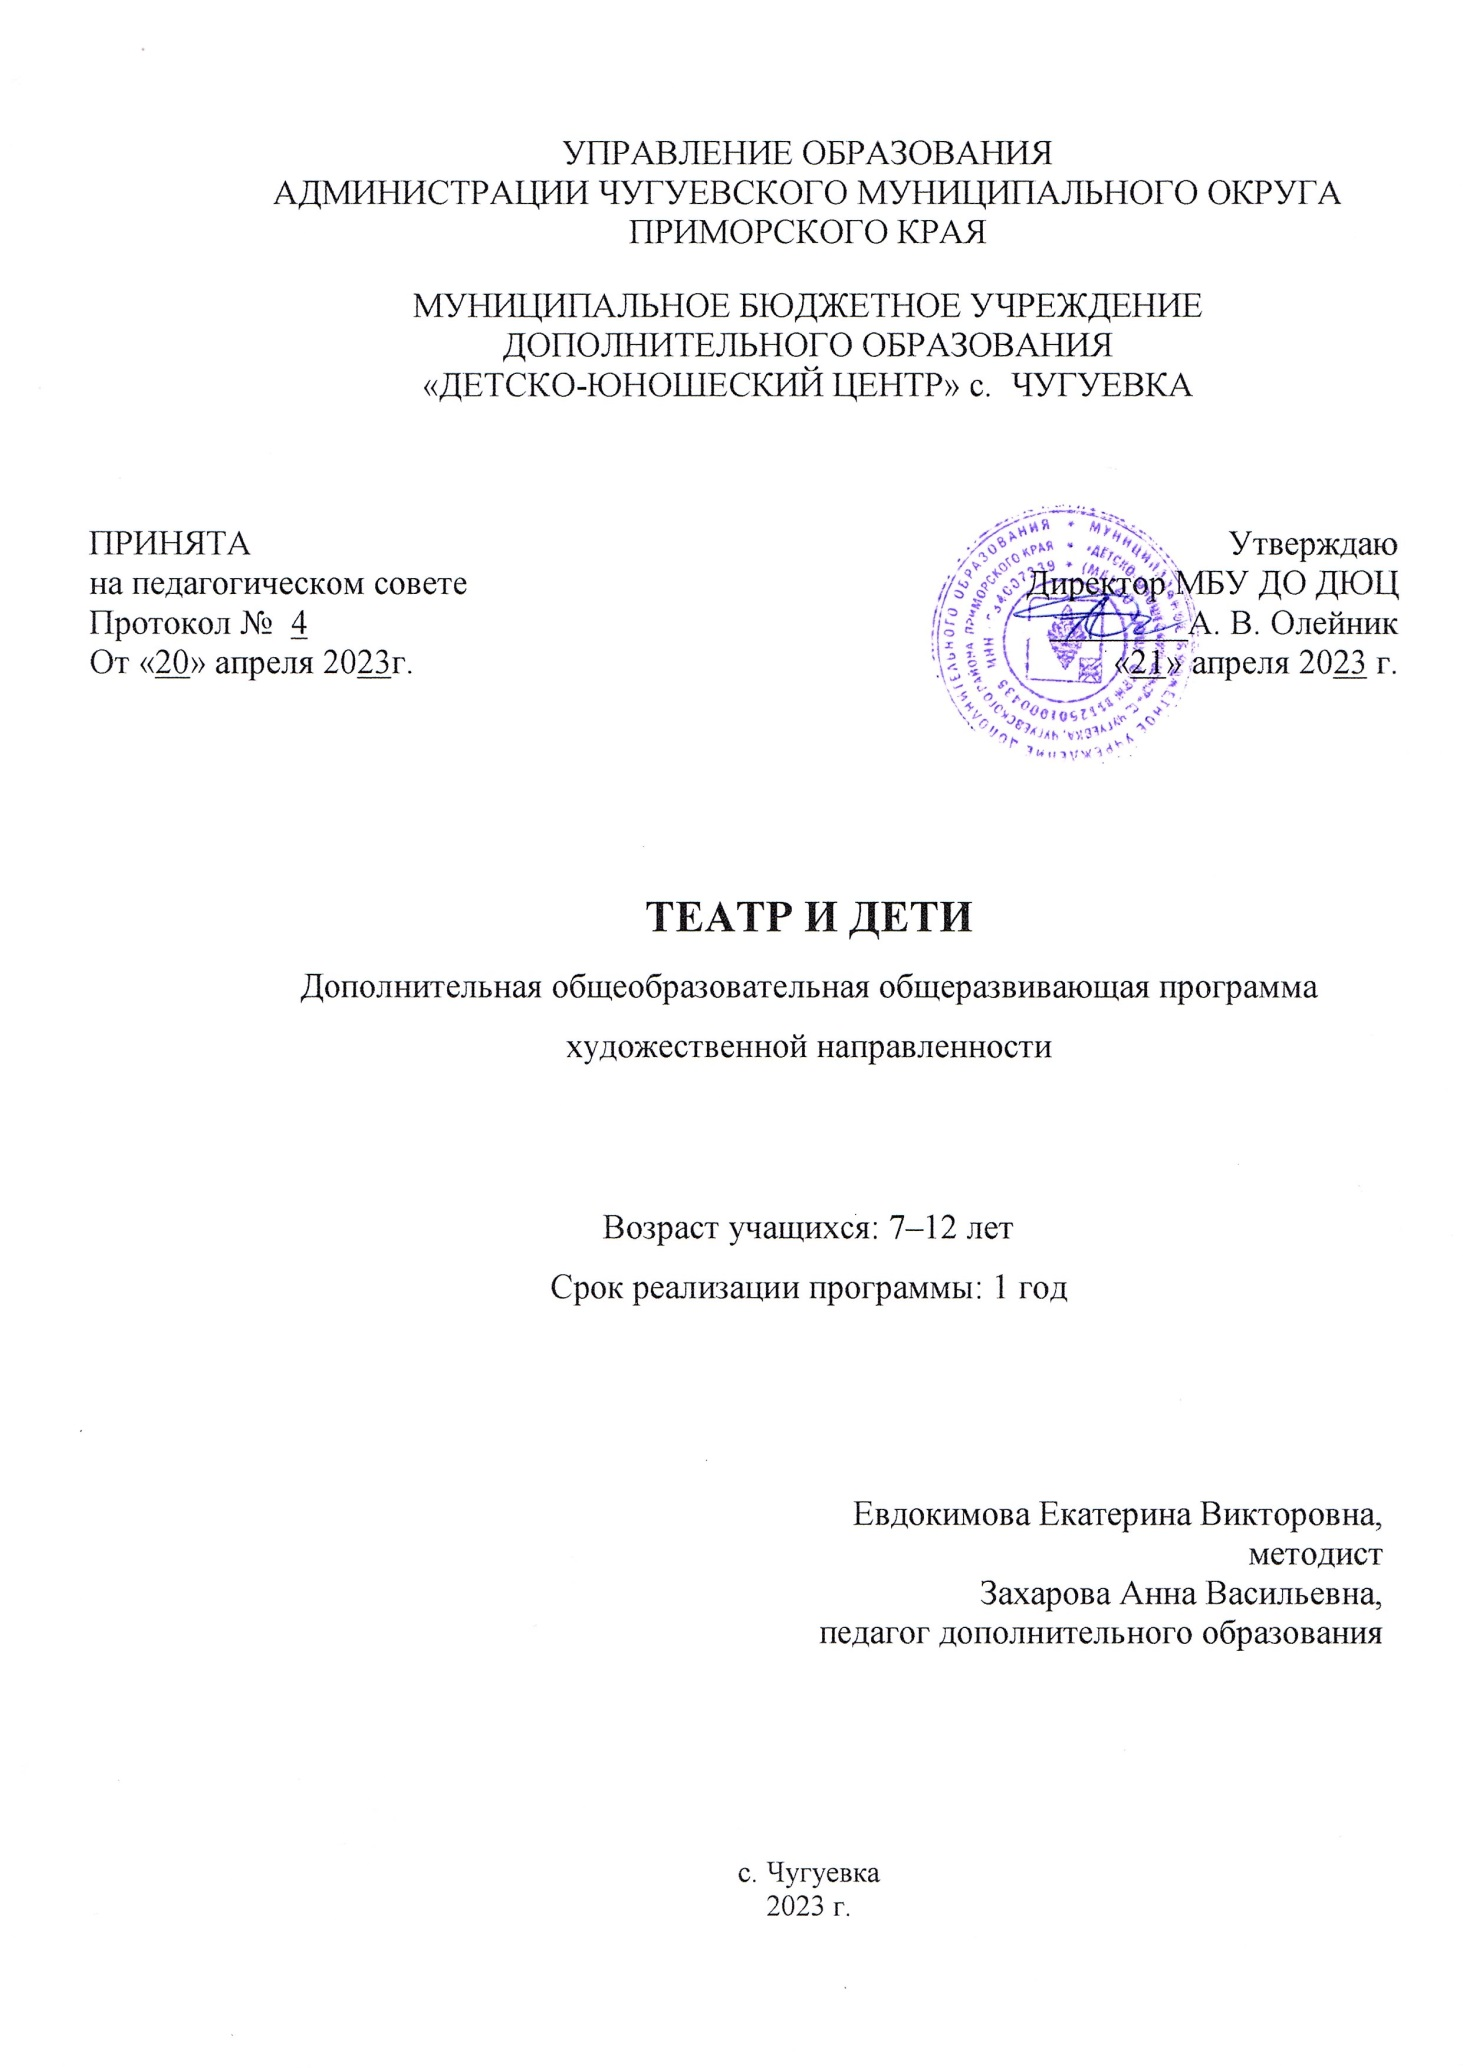 УПРАВЛЕНИЕ ОБРАЗОВАНИЯ
АДМИНИСТРАЦИИ ЧУГУЕВСКОГО МУНИЦИПАЛЬНОГО ОКРУГА
ПРИМОРСКОГО КРАЯ
МУНИЦИПАЛЬНОЕ БЮДЖЕТНОЕ УЧРЕЖДЕНИЕ
ДОПОЛНИТЕЛЬНОГО ОБРАЗОВАНИЯ
«ДЕТСКО-ЮНОШЕСКИЙ ЦЕНТР» с. ЧУГУЕВКА
ПРИНЯТА
на педагогическом совете
Протокол № 4
От «20» апреля 2023г.
Утверждаю
Директор МБУ ДО ДЮЦ
А. В. Олейник
«21» апреля 2023 г.
ТЕАТР И ДЕТИ
Дополнительная общеобразовательная общеразвивающая программа
художественной направленности
Возраст учащихся: 7–12 лет
Срок реализации программы: 1 год
Евдокимова Екатерина Викторовна,
методист
Захарова Анна Васильевна,
педагог дополнительного образования
с. Чугуевка
2023 г.